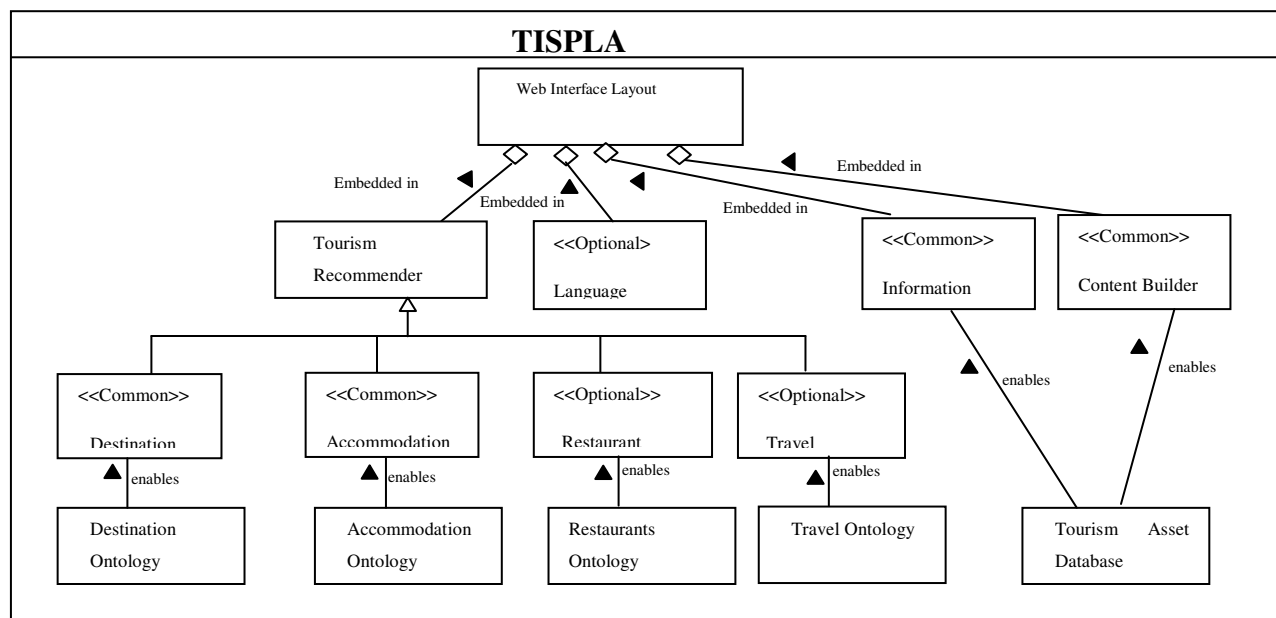 TISPLA
Web Interface Layout
Embedded in
Embedded in
Embedded in
Embedded in
Tourism
Recommender
<<Optional>
Language
<<Common>>
Information
<<Common>>
Content Builder
<<Common>>
Destination
<<Common>>
Accommodation
<<Optional>>
Restaurant
<<Optional>>
Travel
enables
enables
enables
enables
enables
enables
Destination
Ontology
Accommodation
Ontology
Restaurants
Ontology
Travel Ontology
Tourism Asset
Database